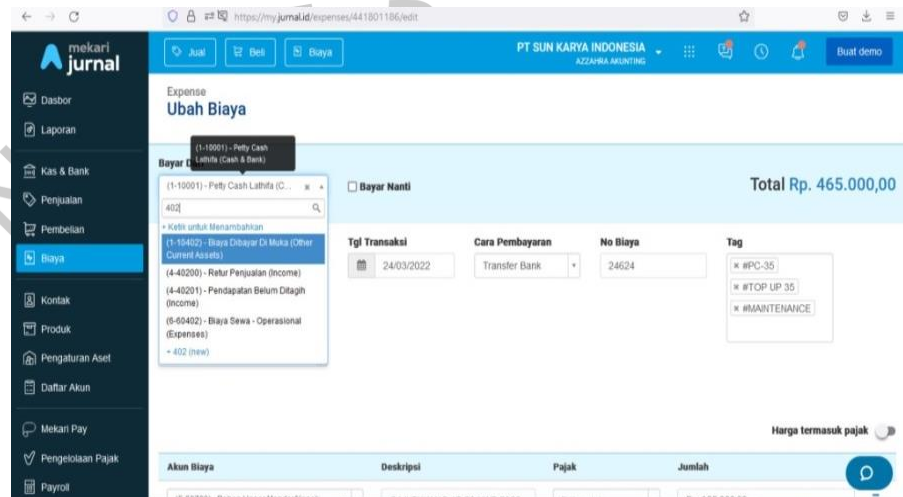 https://my.jurnal.id/expenses/441801186/edit
mekari
jurnal
Jual
Beli
Biaya
PT SUN KARYA INDONESIA
AZZAHRA AKUNTING
Buat demo
Dasbor
Laporan
Kas & Bank
Penjualan
Pembelian
Biaya
Kontak
Produk
Pengaturan Aset
Daftar Akun
Mekari Pay
Pengelolaan Pajak
Payroll
Expense
Ubah Biaya
(1-10001) - Petty Cash
Lathifa (Cash & Bank)
Bayar
(1-10001) - Petty Cash Lathifa (C...
402
+ Ketik untuk Menambahkan
(1-10402) - Biaya Dibayar Di Muka (Other
Current Assets)
(4-40200) - Retur Penjualan (Income)
(4-40201) - Pendapatan Belum Ditagih
(Income)
(6-60402) - Biaya Sewa - Operasional
(Expenses)
+ 402 (new)
Bayar Nanti
Total Rp. 465.000,00
Tgl Transaksi
24/03/2022
Cara Pembayaran
Transfer Bank
No Biaya
24624
Tag
× #PC-35
× #TOP UP 35
× #MAINTENANCE
Harga termasuk pajak
Akun Biaya
Deskripsi
Pajak
Jumlah